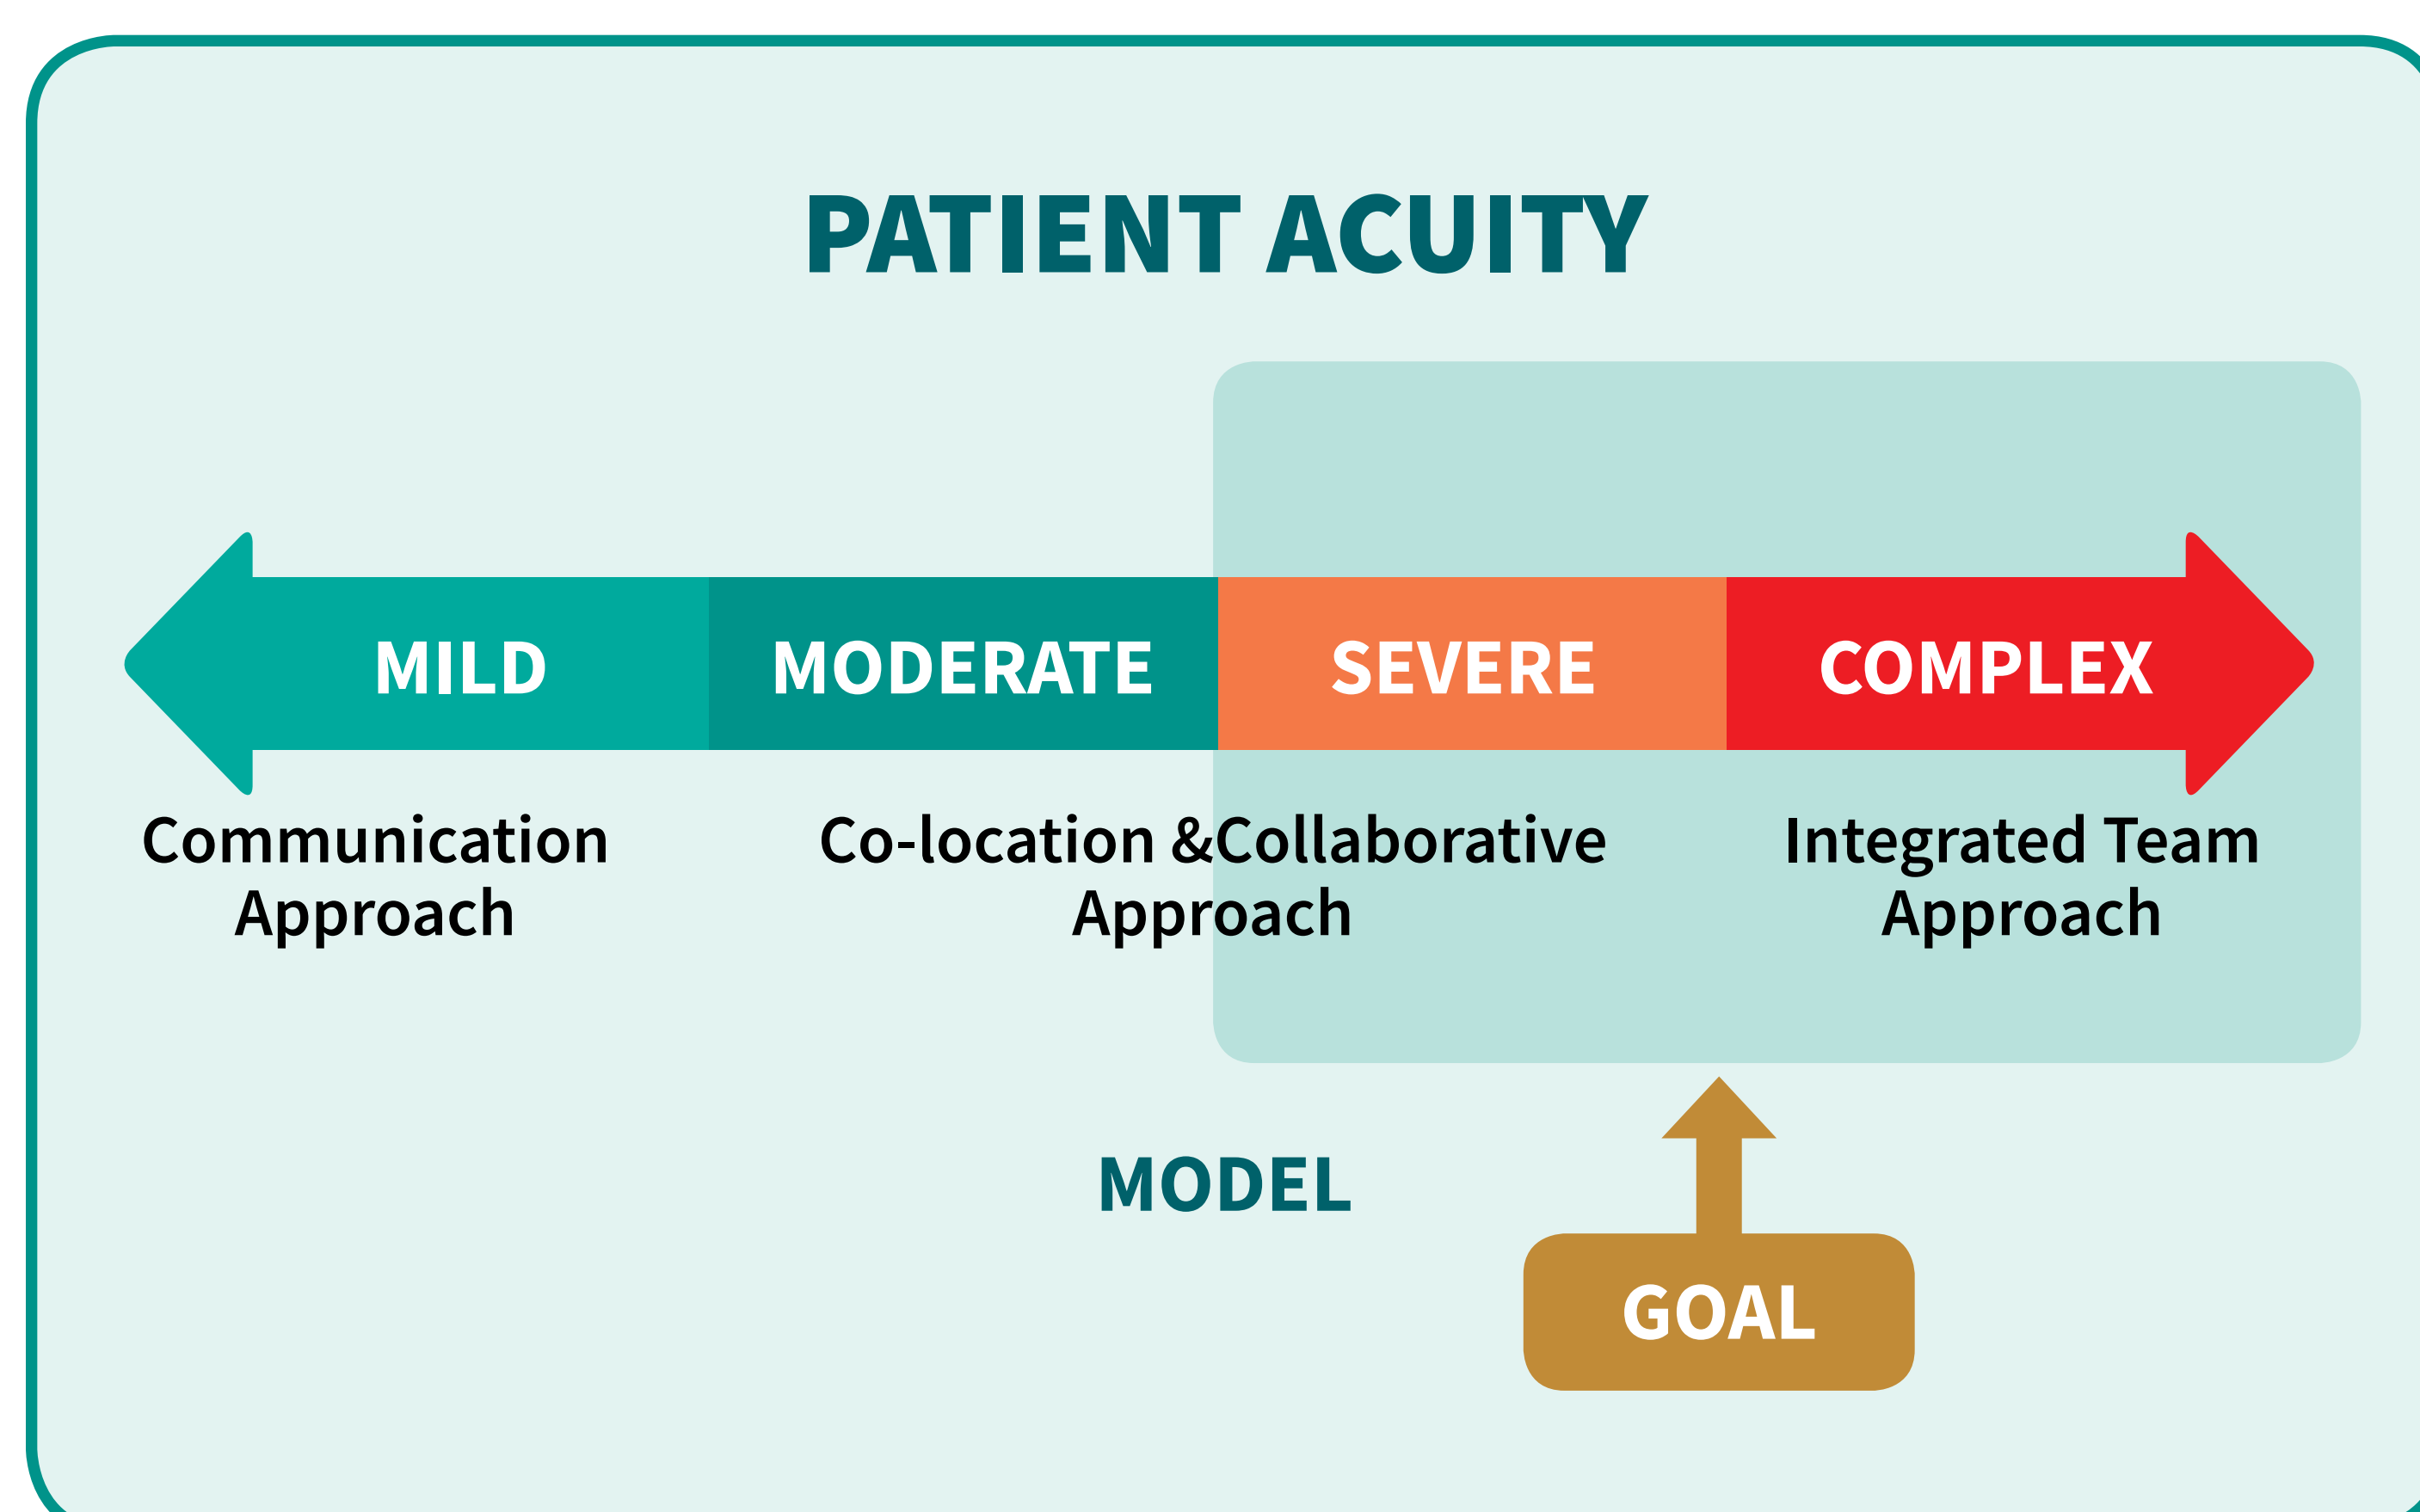 PATIENT ACUITY
MILD
MODERATE
SEVERE
COMPLEX
Communication
Approach
Co-location & Collaborative
Approach
Integrated Team
Approach
MODEL
GOAL